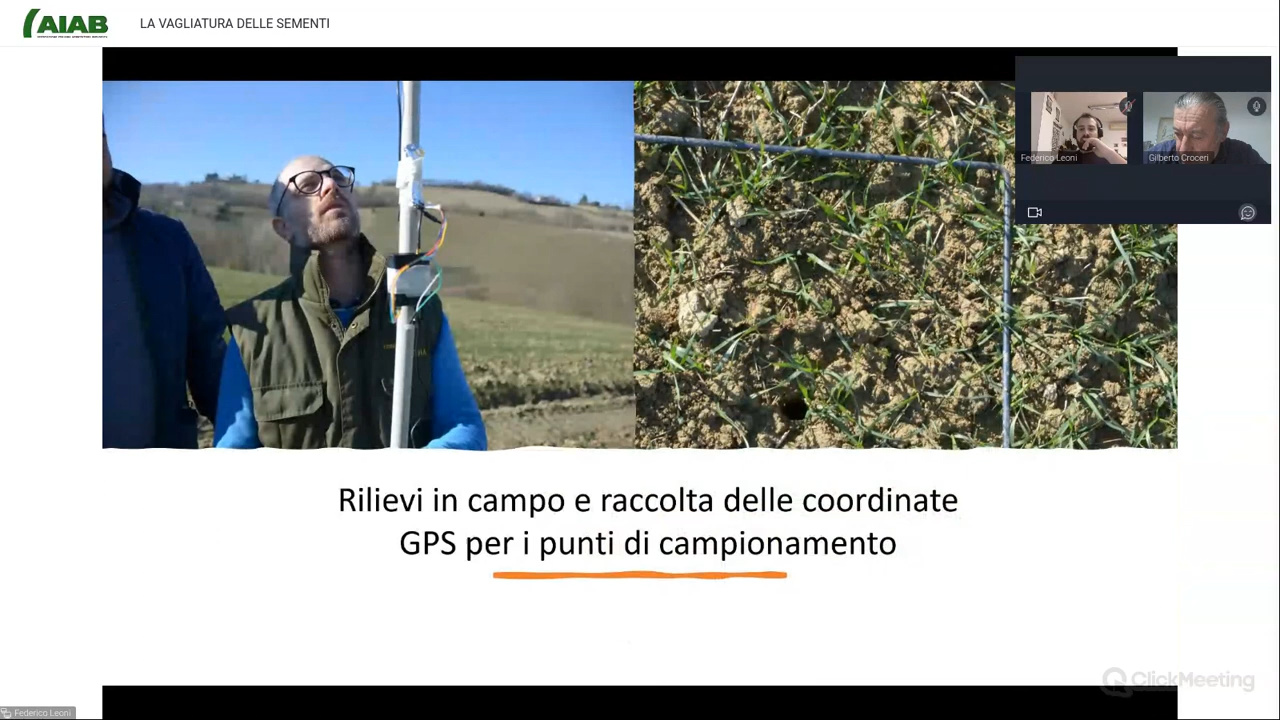 AIAB
LA VAGLIATURA DELLE SEMENTI
Federico Leoni
Gilberto Croceri
Rilievi in campo e raccolta delle coordinate
GPS per i punti di campionamento
ClickMeeting
Federico Leoni